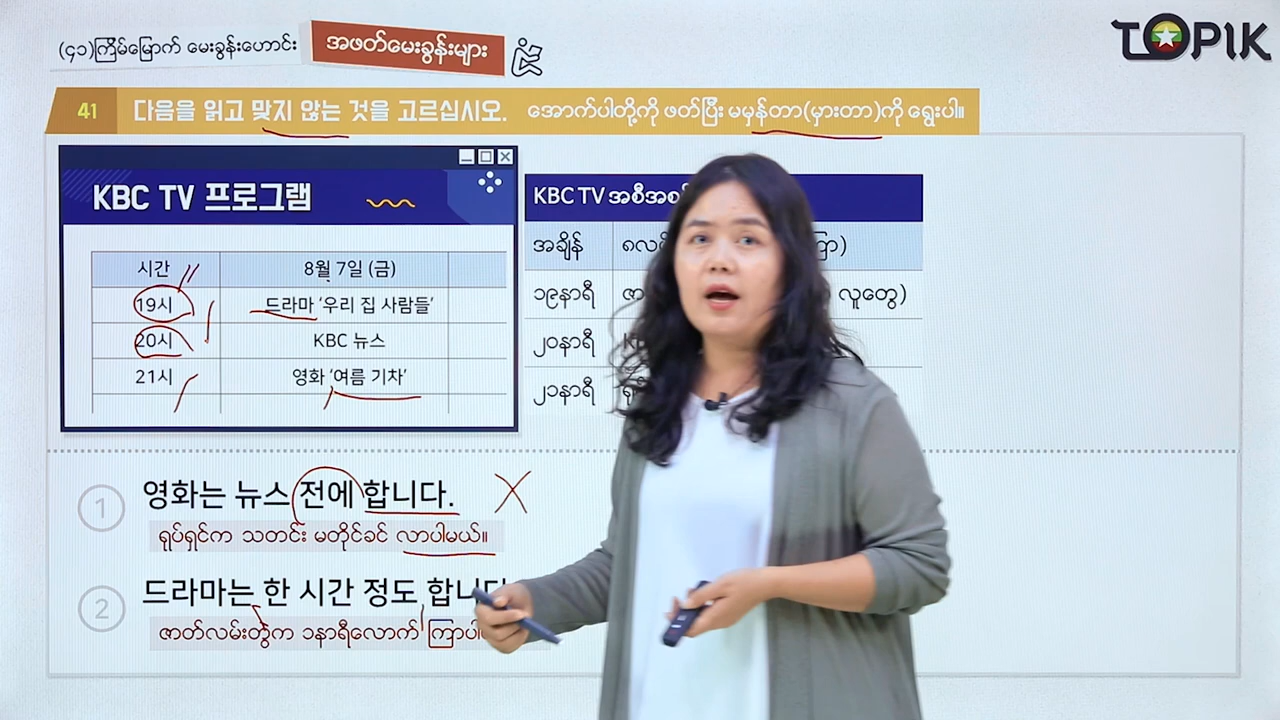 (၄၁)ကြိမ်မြောက် မေးခွန်းဟောင်း
အဖတ်မေးခွန်းများ
TOPIK
41 다음을 읽고 맞지 않는 것을 고르십시오. အောက်ပါတို့ကို ဖတ်ပြီး မမှန်တာ(မှားတာ)ကို ရွေးပါ။
KBC TV 프로그램
시간 8월 7일 (금)
19시 드라마 '우리 집 사람들'
20시 KBC 뉴스
21시 영화 '여름 기차'
KBC TV
အချိန်
၁၉နာရီ လူတွေ)
၂၀နာရီ
၂၁နာရီ
1 영화는 뉴스 전에 합니다.
ရုပ်ရှင်က သတင်း မတိုင်ခင် လာပါမယ်။
2 드라마는 한 시간 정도
ဇာတ်လမ်းတွဲက ၁နာရီလောက်